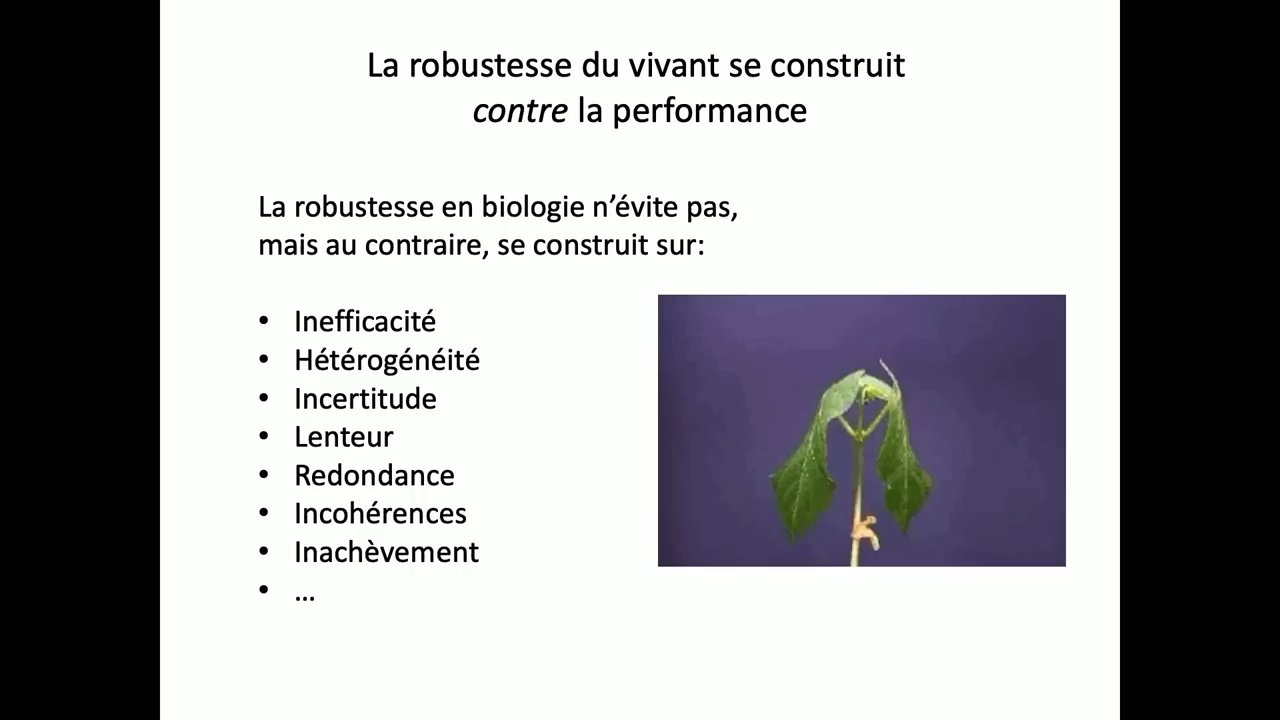 La robustesse du vivant se construit
contre la performance
La robustesse en biologie n’évite pas,
mais au contraire, se construit sur:
• Inefficacité
• Hétérogénéité
• Incertitude
• Lenteur
• Redondance
• Incohérences
• Inachèvement
• …